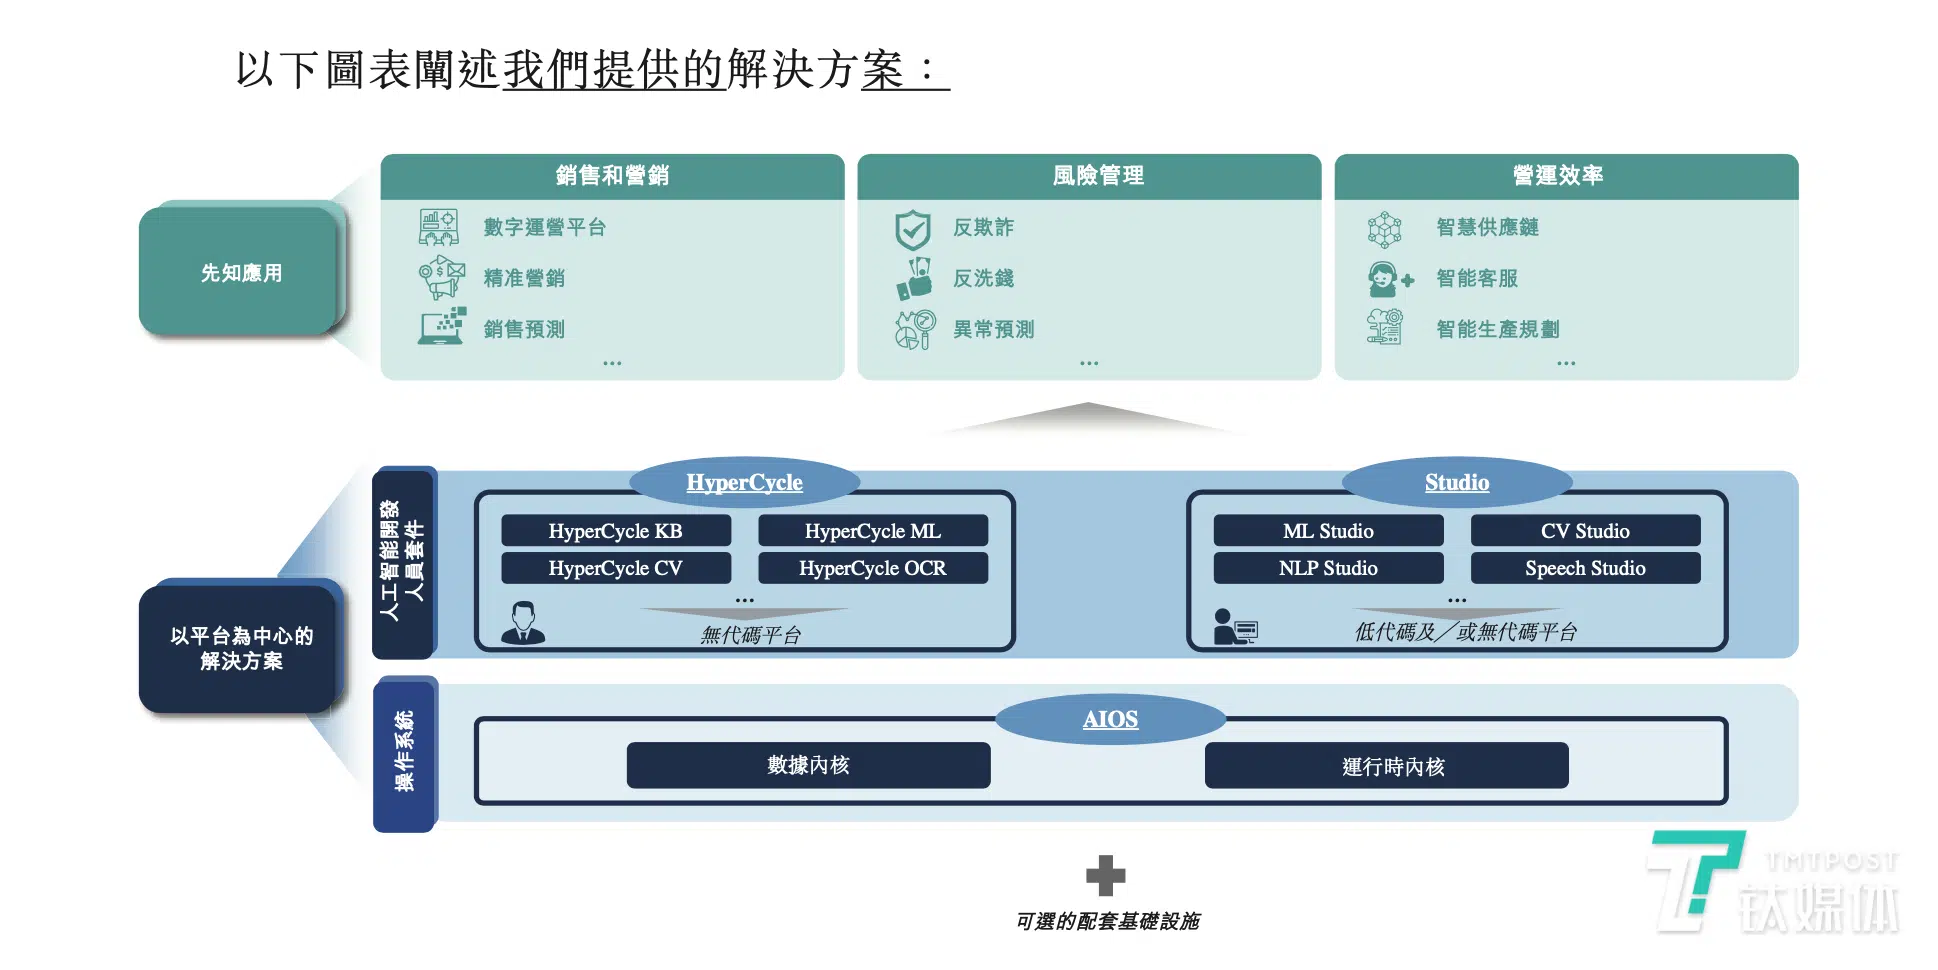 以下圖表闡述我們提供的解決方案：
先知應用
銷售和營銷
數字運營平台
精准營銷
銷售預測
...
風險管理
反欺詐
反洗錢
異常預測
...
營運效率
智慧供應鏈
智能客服
智能生產規劃
...
以平台為中心的
解決方案
人工智能開發
人員套件
HyperCycle
HyperCycle KB
HyperCycle ML
HyperCycle CV
HyperCycle OCR
...
無代碼平台
Studio
ML Studio
CV Studio
NLP Studio
Speech Studio
...
低代碼及／或無代碼平台
操作系統
AIOS
數據內核
運行時內核
可選的配套基礎設施
TMTPOST
钛媒体